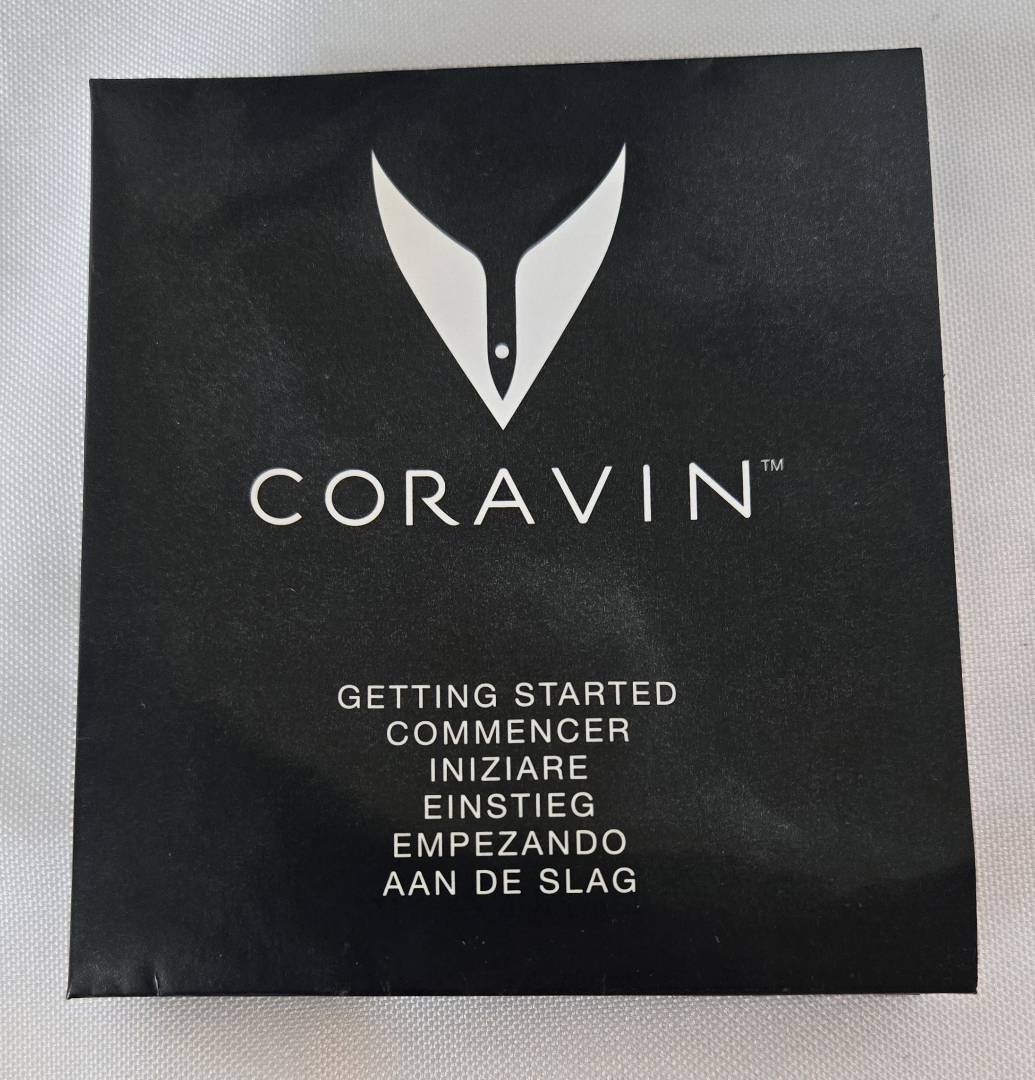 CORAVIN™
GETTING STARTED
COMMENCER
INIZIARE
EINSTIEG
EMPEZANDO
AAN DE SLAG